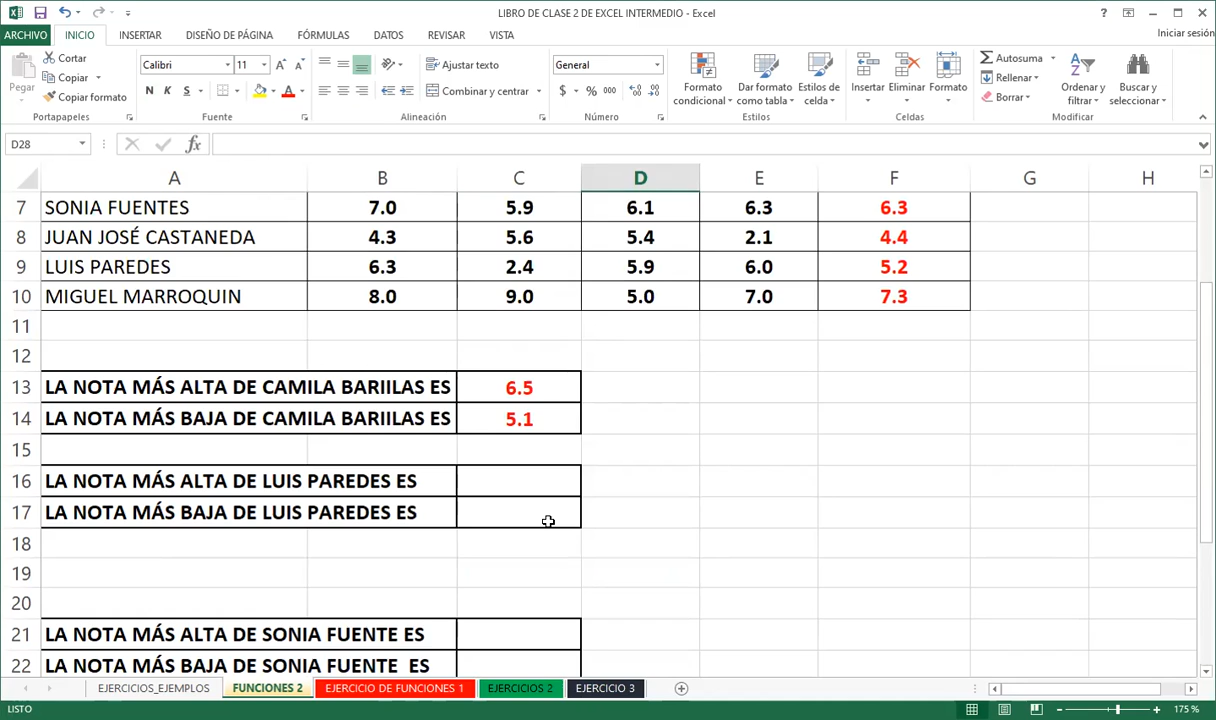 LIBRO DE CLASE 2 DE EXCEL INTERMEDIO - Excel
ARCHIVO INICIO INSERTAR DISEÑO DE PÁGINA FÓRMULAS DATOS REVISAR VISTA Iniciar sesión
Pegar
Cortar
Copiar
Copiar formato
Portapapeles
Calibri 11
N K S
Fuente
Ajustar texto
Combinar y centrar
Alineación
General
$ % 000
Número
Formato condicional
Dar formato como tabla
Estilos de celda
Estilos
Insertar Eliminar Formato
Celdas
Autosuma
Rellenar
Borrar
Ordenar y filtrar
Buscar y seleccionar
Modificar
D28 fx
A B C D E F G H
7 SONIA FUENTES 7.0 5.9 6.1 6.3 6.3
8 JUAN JOSÉ CASTANEDA 4.3 5.6 5.4 2.1 4.4
9 LUIS PAREDES 6.3 2.4 5.9 6.0 5.2
10 MIGUEL MARROQUIN 8.0 9.0 5.0 7.0 7.3
11
12
13 LA NOTA MÁS ALTA DE CAMILA BARIILAS ES 6.5
14 LA NOTA MÁS BAJA DE CAMILA BARIILAS ES 5.1
15
16 LA NOTA MÁS ALTA DE LUIS PAREDES ES
17 LA NOTA MÁS BAJA DE LUIS PAREDES ES
18
19
20
21 LA NOTA MÁS ALTA DE SONIA FUENTE ES
22 LA NOTA MÁS BAJA DE SONIA FUENTE ES
EJERCICIOS_EJEMPLOS FUNCIONES 2 EJERCICIO DE FUNCIONES 1 EJERCICIOS 2 EJERCICIO 3
LISTO 175 %